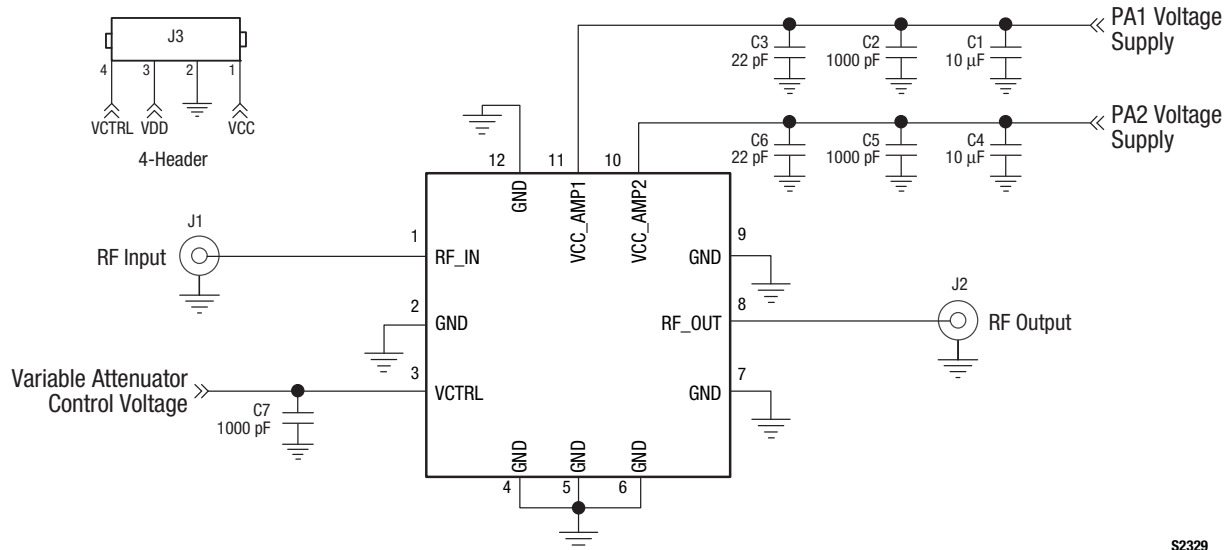 J3
4 3 2 1
VCTRL VDD VCC
4-Header
C3
22 pF
C2
1000 pF
C1
10 µF
PA1 Voltage
Supply
C6
22 pF
C5
1000 pF
C4
10 µF
PA2 Voltage
Supply
12 11 10
GND
VCC_AMP1
VCC_AMP2
J1
RF Input
1
RF_IN
2
GND
Variable Attenuator
Control Voltage
3
VCTRL
C7
1000 pF
9
GND
8
RF_OUT
J2
RF Output
7
GND
GND GND GND
4 5 6
S2329